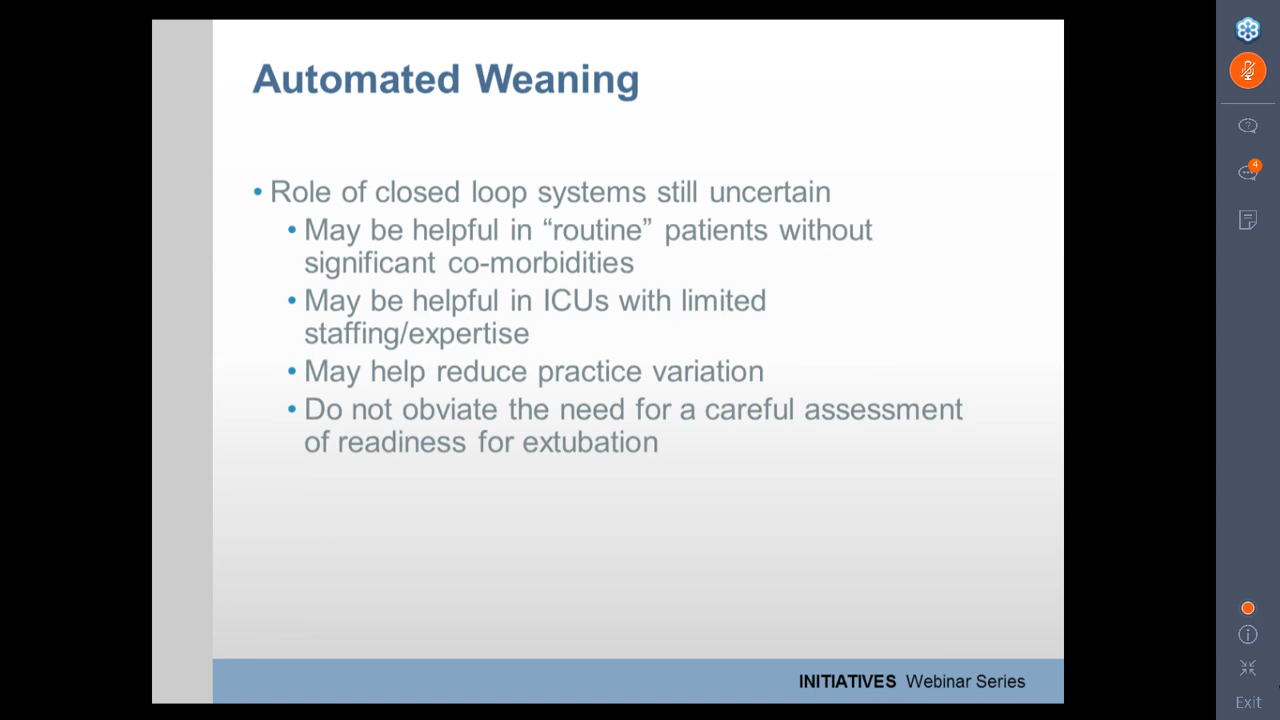 Automated Weaning
• Role of closed loop systems still uncertain
• May be helpful in “routine” patients without
significant co-morbidities
• May be helpful in ICUs with limited
staffing/expertise
• May help reduce practice variation
• Do not obviate the need for a careful assessment
of readiness for extubation
INITIATIVES Webinar Series
?
4
i
Exit